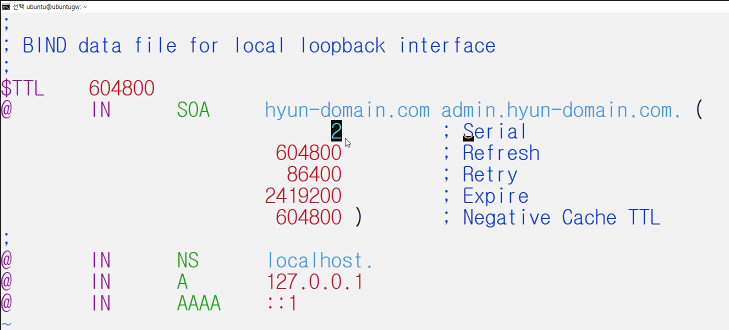 선택 ubuntu@ubuntugw: ~
;
; BIND data file for local loopback interface
;
$TTL 604800
@ IN SOA hyun-domain.com admin.hyun-domain.com. (
2 ; Serial
604800 ; Refresh
86400 ; Retry
2419200 ; Expire
604800 ) ; Negative Cache TTL
;
@ IN NS localhost.
@ IN A 127.0.0.1
@ IN AAAA ::1
~